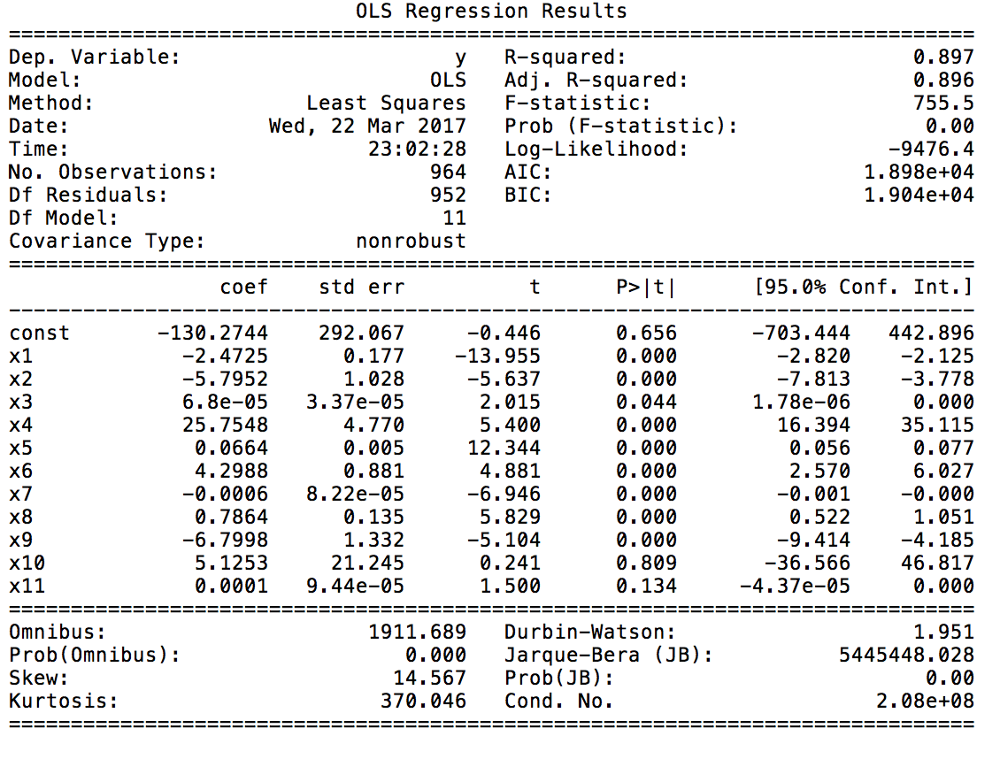 OLS Regression Results
==============================================================================
Dep. Variable:                      y   R-squared:                       0.897
Model:                            OLS   Adj. R-squared:                  0.896
Method:                 Least Squares   F-statistic:                     755.5
Date:                Wed, 22 Mar 2017   Prob (F-statistic):               0.00
Time:                        23:02:28   Log-Likelihood:                -9476.4
No. Observations:                 964   AIC:                         1.898e+04
Df Residuals:                     952   BIC:                         1.904e+04
Df Model:                          11
Covariance Type:            nonrobust
==============================================================================
                 coef    std err          t      P>|t|      [95.0% Conf. Int.]
------------------------------------------------------------------------------
const       -130.2744    292.067     -0.446      0.656      -703.444   442.896
x1            -2.4725      0.177    -13.955      0.000        -2.820    -2.125
x2            -5.7952      1.028     -5.637      0.000        -7.813    -3.778
x3            6.8e-05   3.37e-05      2.015      0.044      1.78e-06     0.000
x4            25.7548      4.770      5.400      0.000        16.394    35.115
x5             0.0664      0.005     12.344      0.000         0.056     0.077
x6             4.2988      0.881      4.881      0.000         2.570     6.027
x7            -0.0006   8.22e-05     -6.946      0.000        -0.001    -0.000
x8             0.7864      0.135      5.829      0.000         0.522     1.051
x9            -6.7998      1.332     -5.104      0.000        -9.414    -4.185
x10            5.1253     21.245      0.241      0.809       -36.566    46.817
x11            0.0001   9.44e-05      1.500      0.134     -4.37e-05     0.000
==============================================================================
Omnibus:                     1911.689   Durbin-Watson:                   1.951
Prob(Omnibus):                  0.000   Jarque-Bera (JB):          5445448.028
Skew:                          14.567   Prob(JB):                         0.00
Kurtosis:                     370.046   Cond. No.                     2.08e+08
==============================================================================